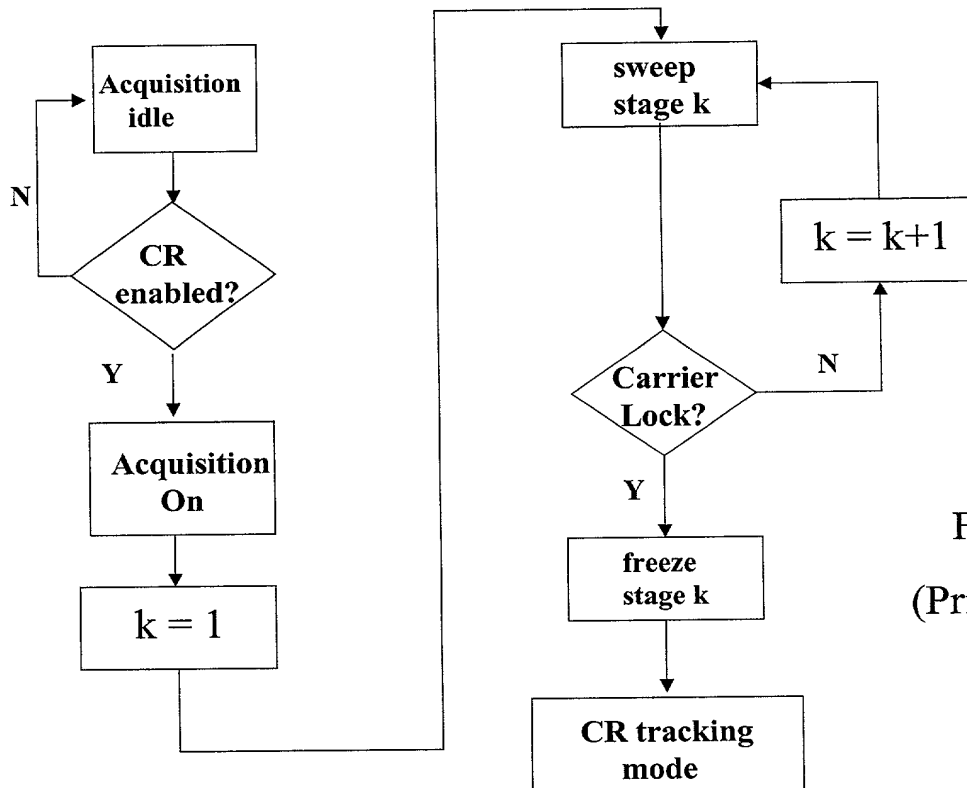 Acquisition
idle
N
CR
enabled?
Y
Acquisition
On
k = 1
sweep
stage k
k = k+1
Carrier
Lock?
N
Y
freeze
stage k
CR tracking
mode